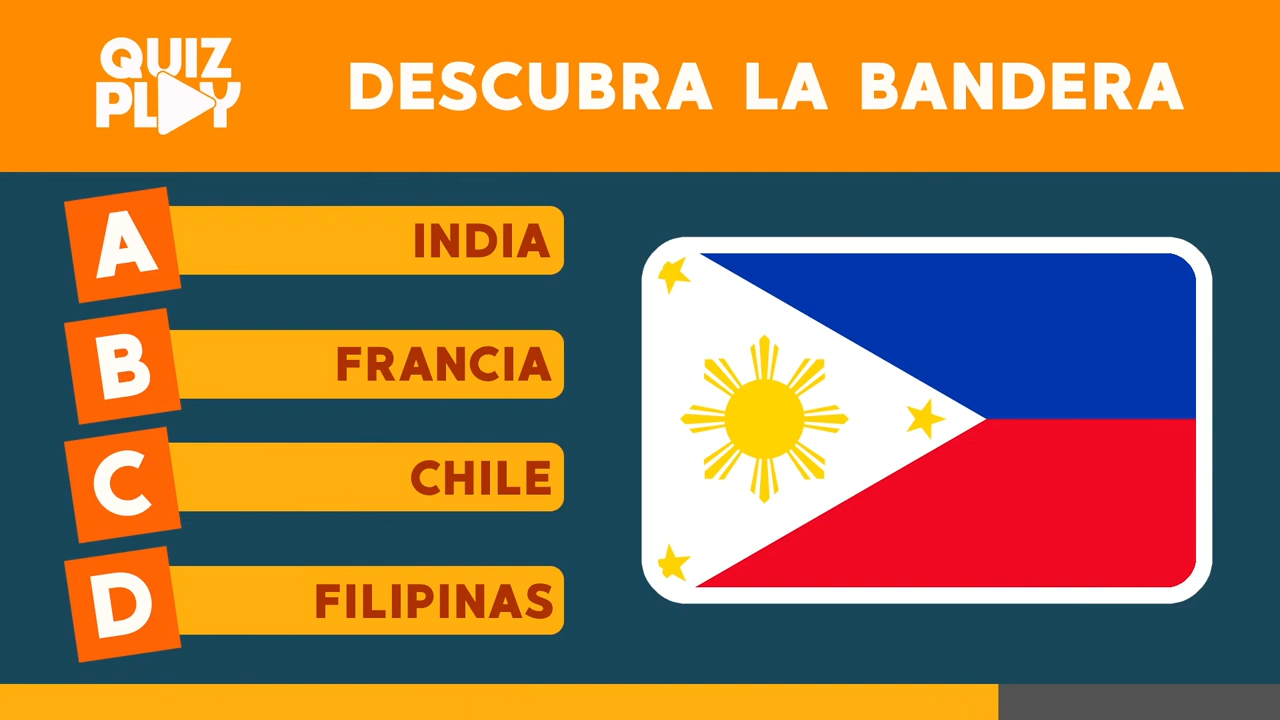 QUIZ
PLAY
DESCUBRA LA BANDERA
A
INDIA
B
FRANCIA
C
CHILE
D
FILIPINAS